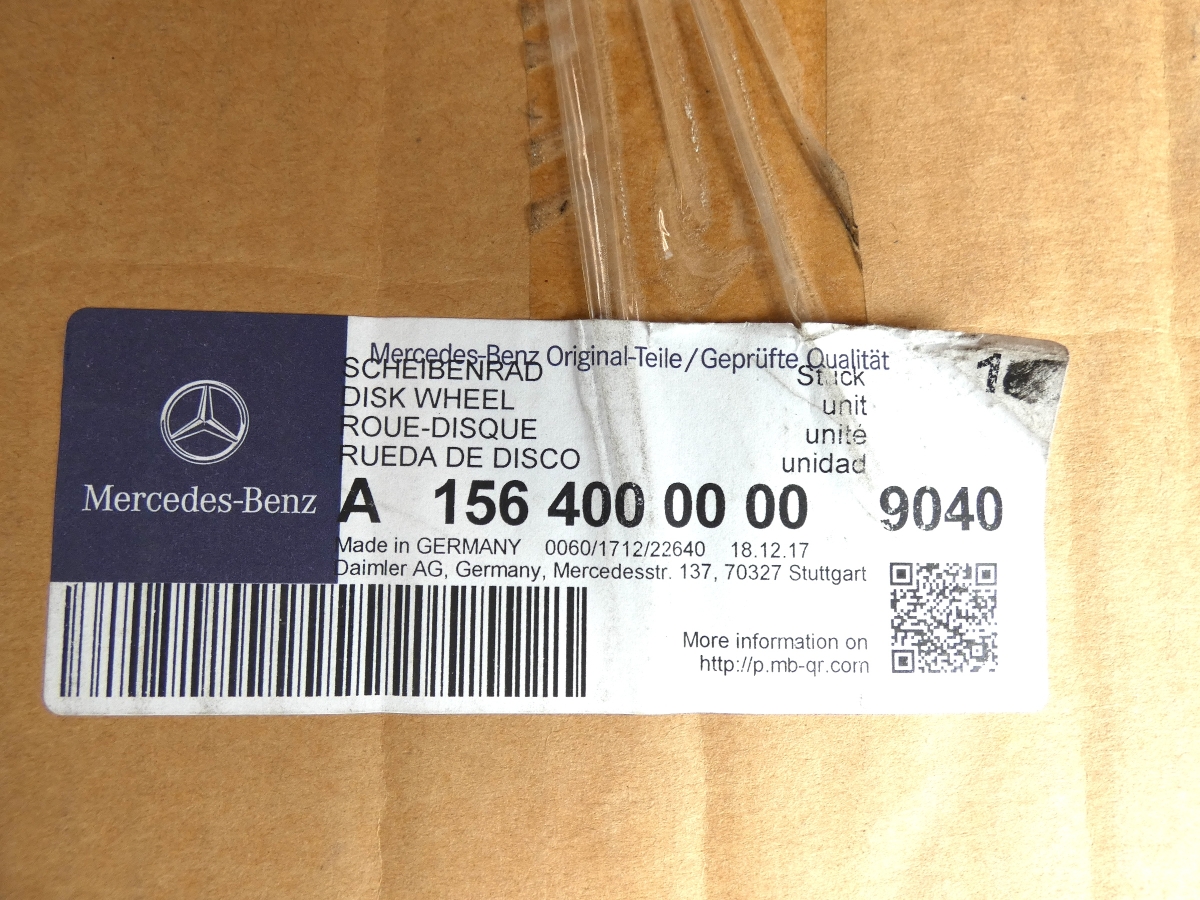 Mercedes-Benz Original-Teile/Geprüfte Qualität
SCHEIBENRAD Stück 1
DISK WHEEL unit
ROUE-DISQUE unité
RUEDA DE DISCO unidad
Mercedes-Benz
A 156 400 00 00 9040
Made in GERMANY 0060/1712/22640 18.12.17
Daimler AG, Germany, Mercedesstr. 137, 70327 Stuttgart
More information on
http://p.mb-qr.com